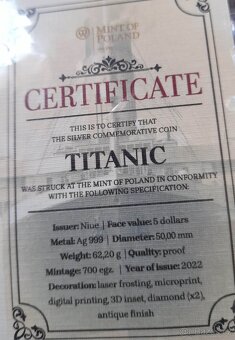 MINT OF
POLAND
CERTIFICATE
THIS IS TO CERTIFY THAT
THE SILVER COMMEMORATIVE COIN
TITANIC
WAS STRUCK AT THE MINT OF POLAND IN CONFORMITY
WITH THE FOLLOWING SPECIFICATION:
Issuer: Niue | Face value: 5 dollars
Metal: Ag 999 | Diameter: 50,00 mm
Weight: 62,20 g | Quality: proof
Mintage: 700 egz. | Year of issue: 2022
Decoration: laser frosting, microprint,
digital printing, 3D inset, diamond (x2),
antique finish